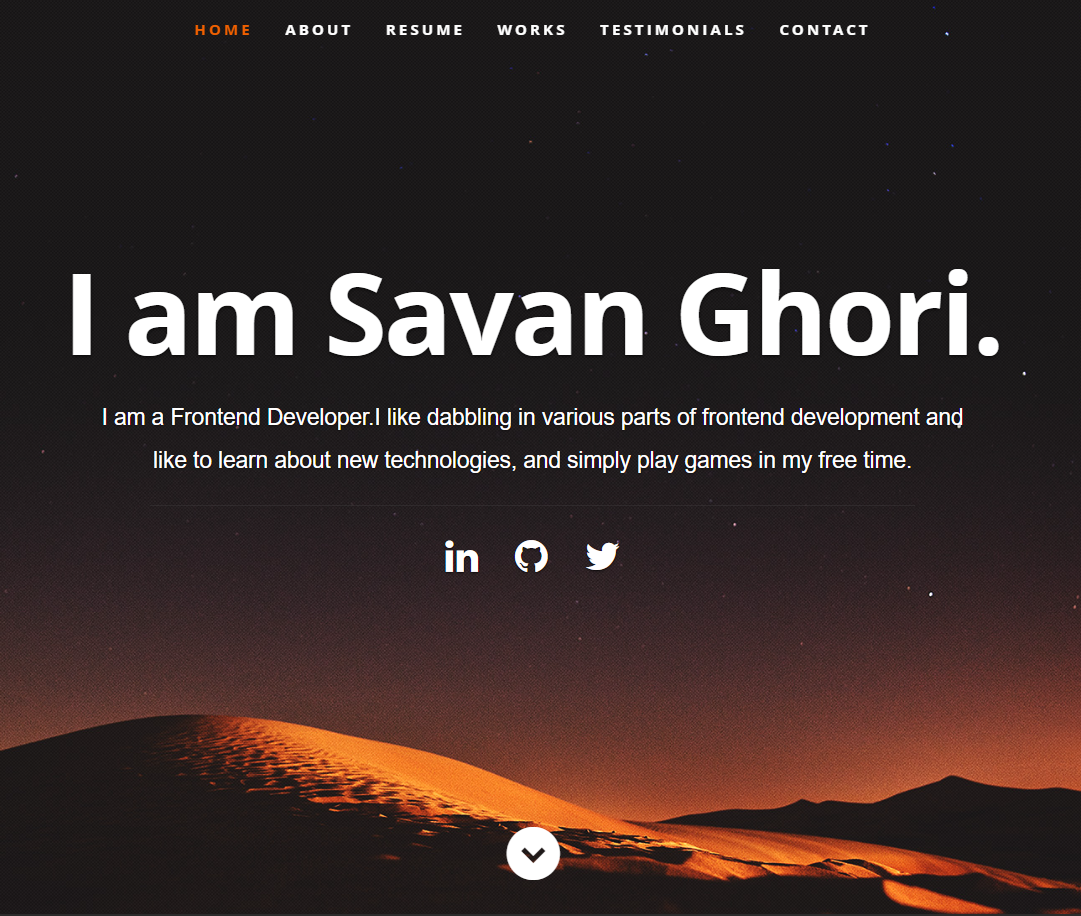 HOME ABOUT RESUME WORKS TESTIMONIALS CONTACT
I am Savan Ghori.
I am a Frontend Developer.I like dabbling in various parts of frontend development and
like to learn about new technologies, and simply play games in my free time.
in